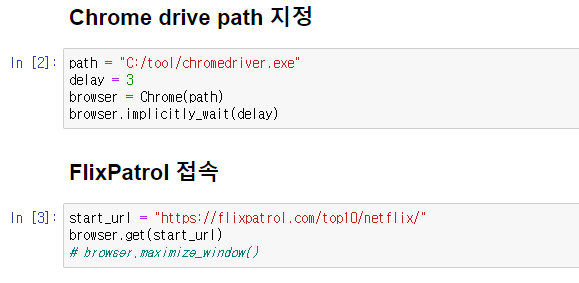 Chrome drive path 지정
In [2]: path = "C:/tool/chromedriver.exe"
delay = 3
browser = Chrome(path)
browser.implicitly_wait(delay)
FlixPatrol 접속
In [3]: start_url = "https://flixpatrol.com/top10/netflix/"
browser.get(start_url)
# browser.maximize_window()